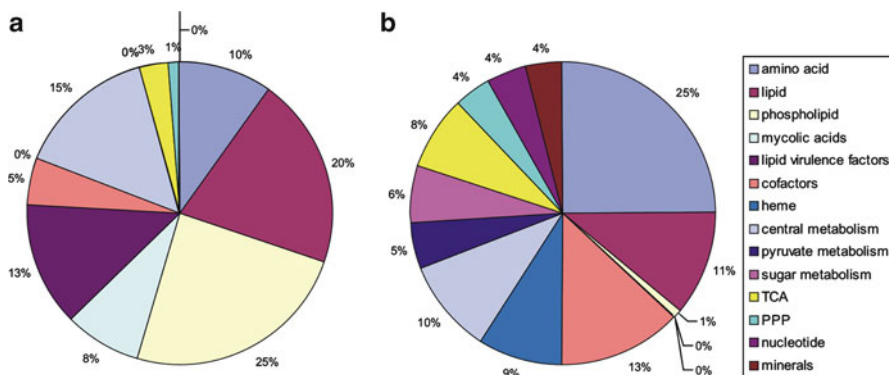 a
0%
0% 3% 1%
10%
15%
20%
0%
5%
13%
8%
25%
b
4%
4%
4%
25%
8%
6%
5%
11%
10%
1%
0%
0%
9%
13%
amino acid
lipid
phospholipid
mycolic acids
lipid virulence factors
cofactors
heme
central metabolism
pyruvate metabolism
sugar metabolism
TCA
PPP
nucleotide
minerals